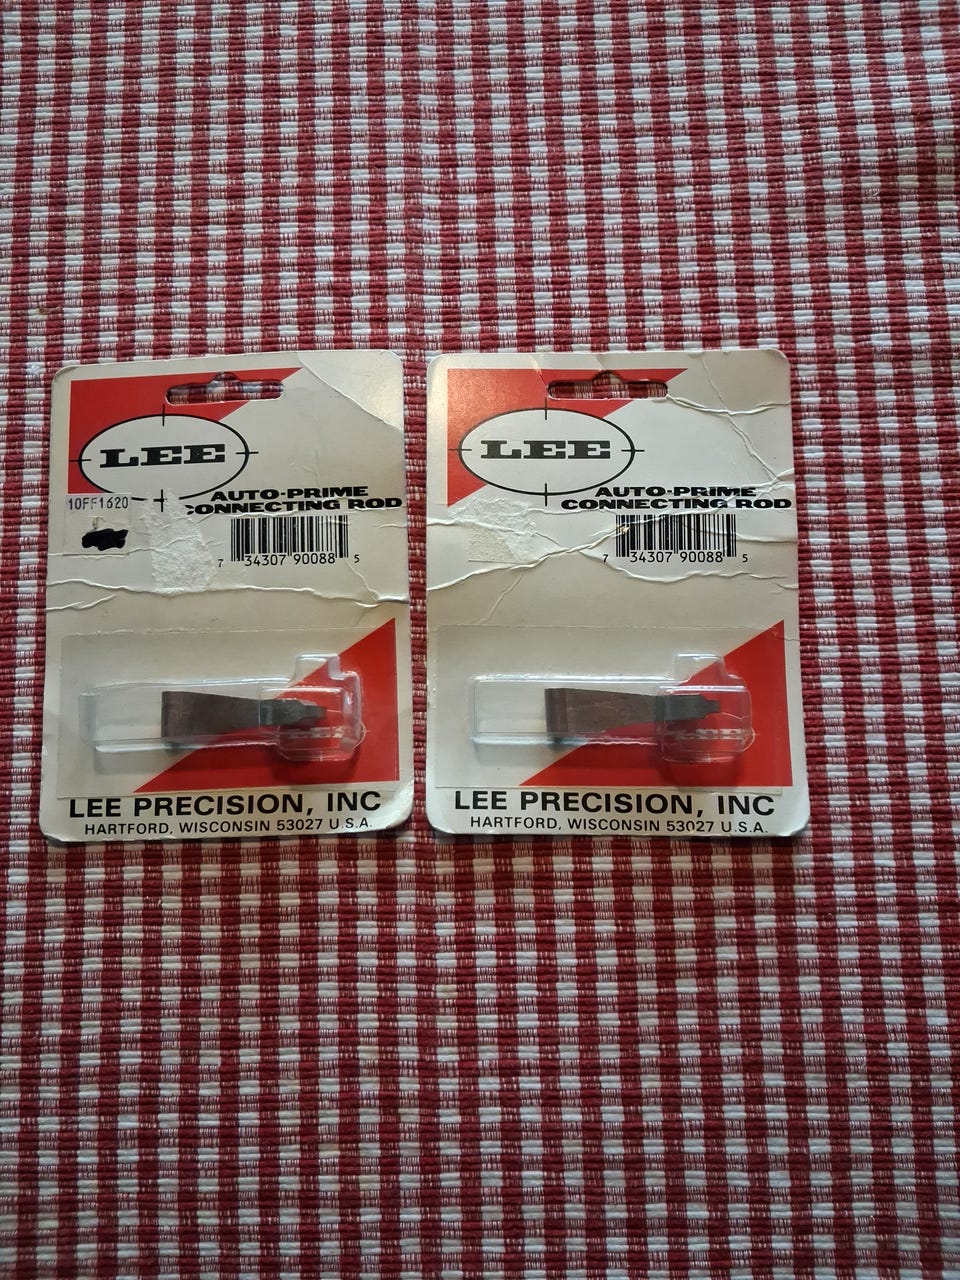 LEE
10FF1620
AUTO-PRIME
CONNECTING ROD
7 34307 90088 5
LEE PRECISION, INC
HARTFORD, WISCONSIN 53027 U.S.A.
LEE
AUTO-PRIME
CONNECTING ROD
7 34307 90088 5
LEE
LEE PRECISION, INC
HARTFORD, WISCONSIN 53027 U.S.A.